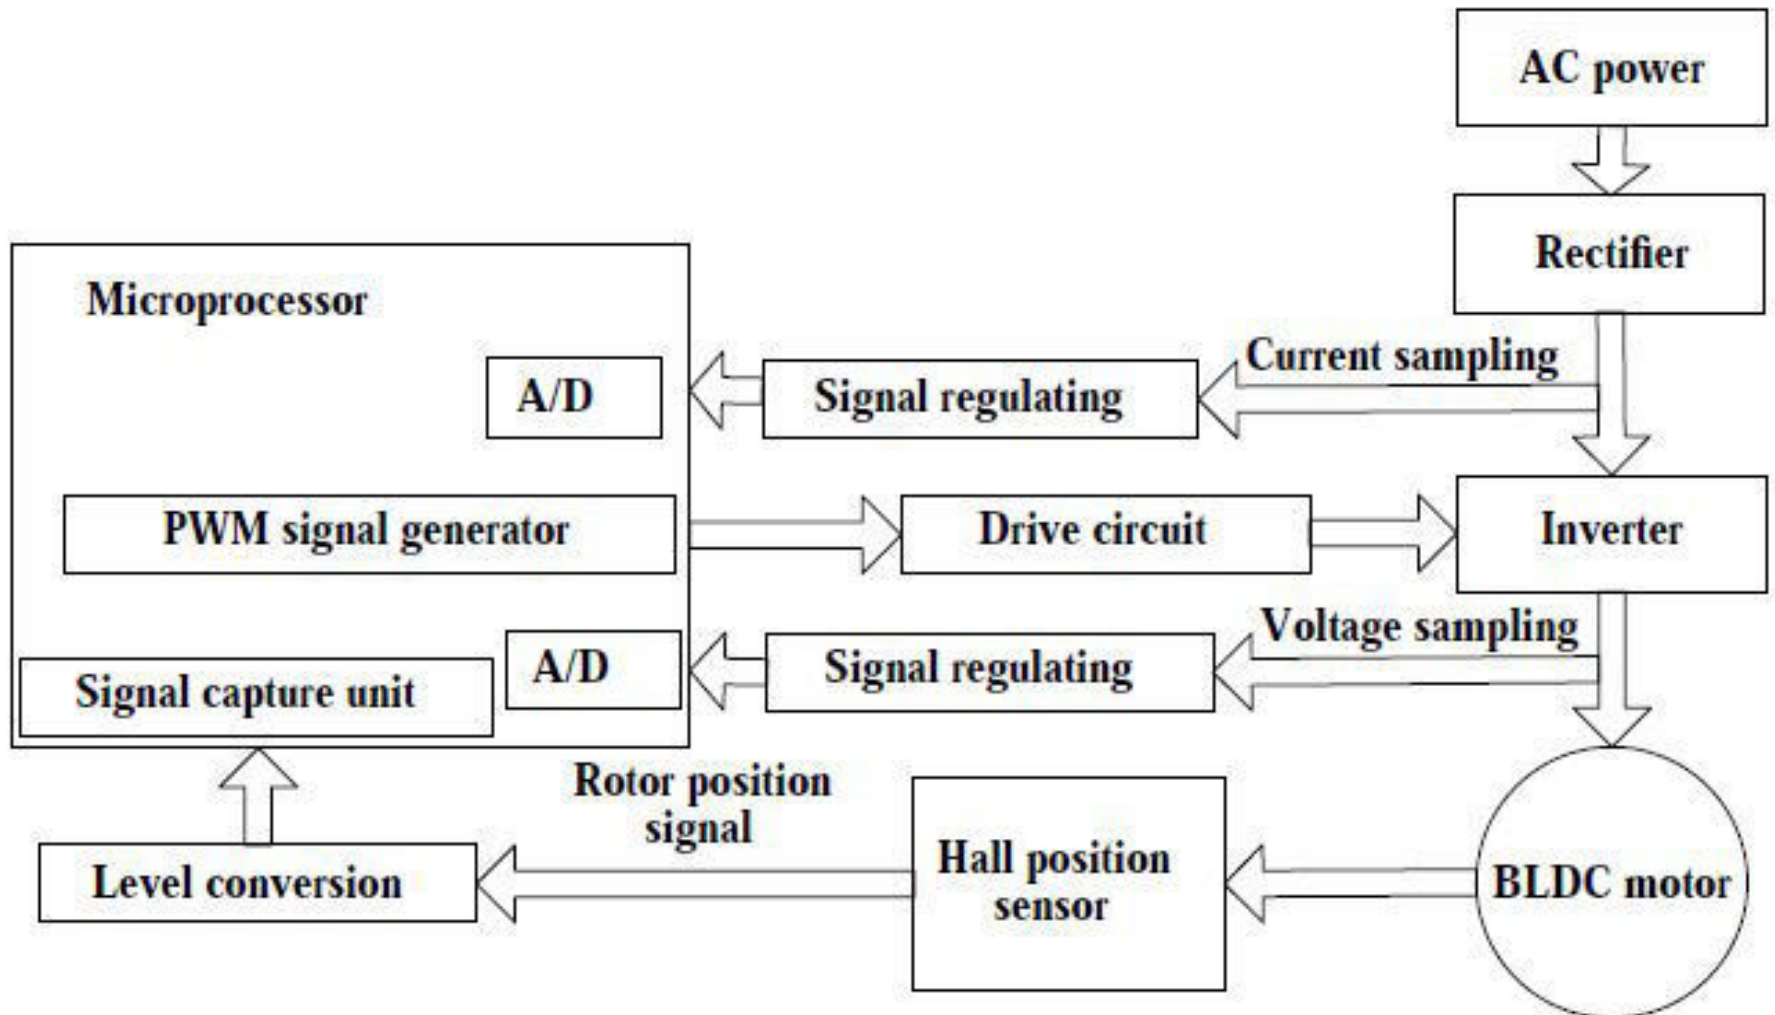 AC power
Rectifier
Microprocessor
Current sampling
A/D
Signal regulating
PWM signal generator
Drive circuit
Inverter
Voltage sampling
A/D
Signal regulating
Signal capture unit
Rotor position
signal
Hall position
sensor
Level conversion
BLDC motor